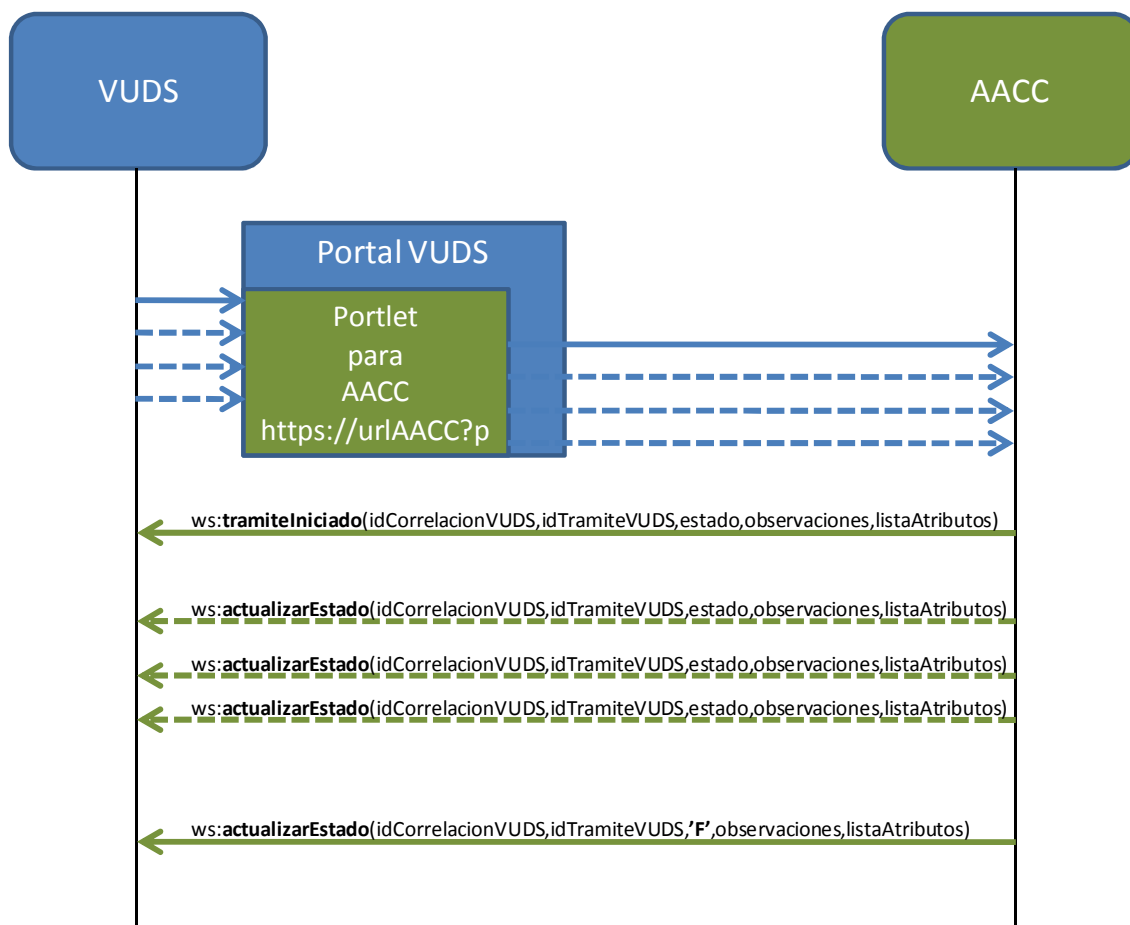 VUDS
AACC
Portal VUDS
Portlet
para
AACC
https://urlAACC?p
ws:tramiteIniciado(idCorrelacionVUDS,idTramiteVUDS,estado,observaciones,listaAtributos)
ws:actualizarEstado(idCorrelacionVUDS,idTramiteVUDS,estado,observaciones,listaAtributos)
ws:actualizarEstado(idCorrelacionVUDS,idTramiteVUDS,estado,observaciones,listaAtributos)
ws:actualizarEstado(idCorrelacionVUDS,idTramiteVUDS,estado,observaciones,listaAtributos)
ws:actualizarEstado(idCorrelacionVUDS,idTramiteVUDS,’F’,observaciones,listaAtributos)